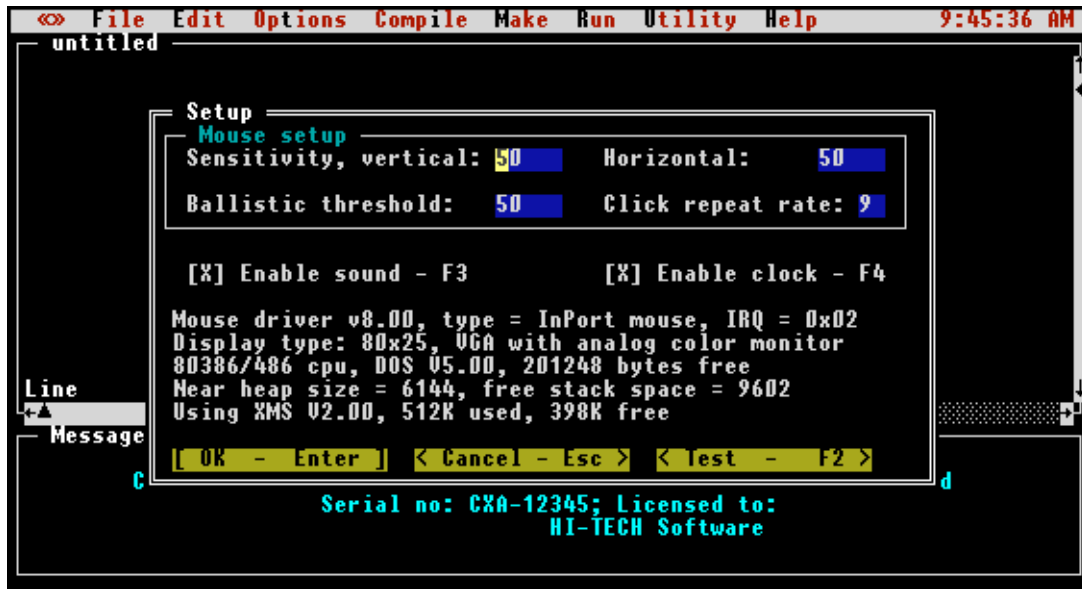 <> File Edit Options Compile Make Run Utility Help 9:45:36 AM
untitled
Setup
Mouse setup
Sensitivity, vertical: 50 Horizontal: 50
Ballistic threshold: 50 Click repeat rate: 9
[X] Enable sound - F3 [X] Enable clock - F4
Mouse driver v8.00, type = InPort mouse, IRQ = 0x02
Display type: 80x25, VGA with analog color monitor
80386/486 cpu, DOS V5.00, 201248 bytes free
Near heap size = 6144, free stack space = 9602
Using XMS V2.00, 512K used, 398K free
Line
Message
[ OK - Enter ] < Cancel - Esc > < Test - F2 >
C d
Serial no: CXA-12345; Licensed to:
HI-TECH Software